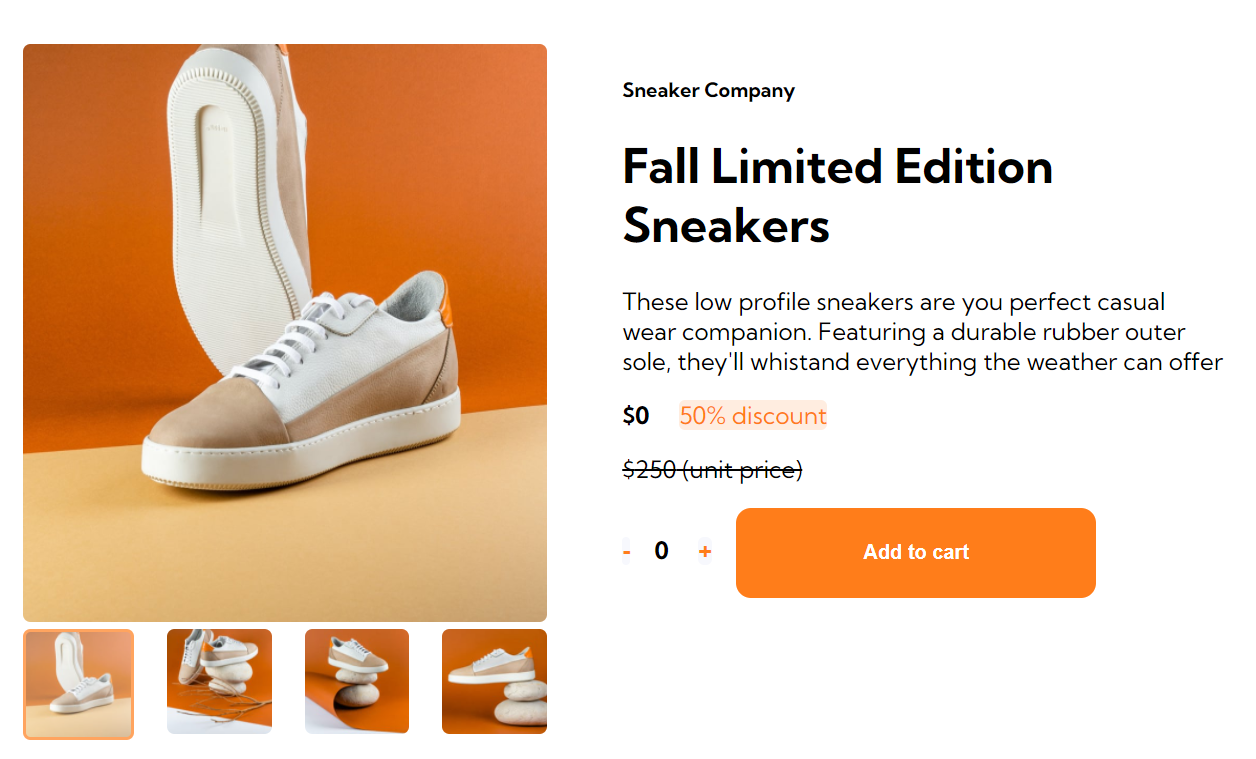 Sneaker Company
Fall Limited Edition
Sneakers
These low profile sneakers are you perfect casual
wear companion. Featuring a durable rubber outer
sole, they'll whistand everything the weather can offer
$0 50% discount
$250 (unit price)
- 0 + Add to cart